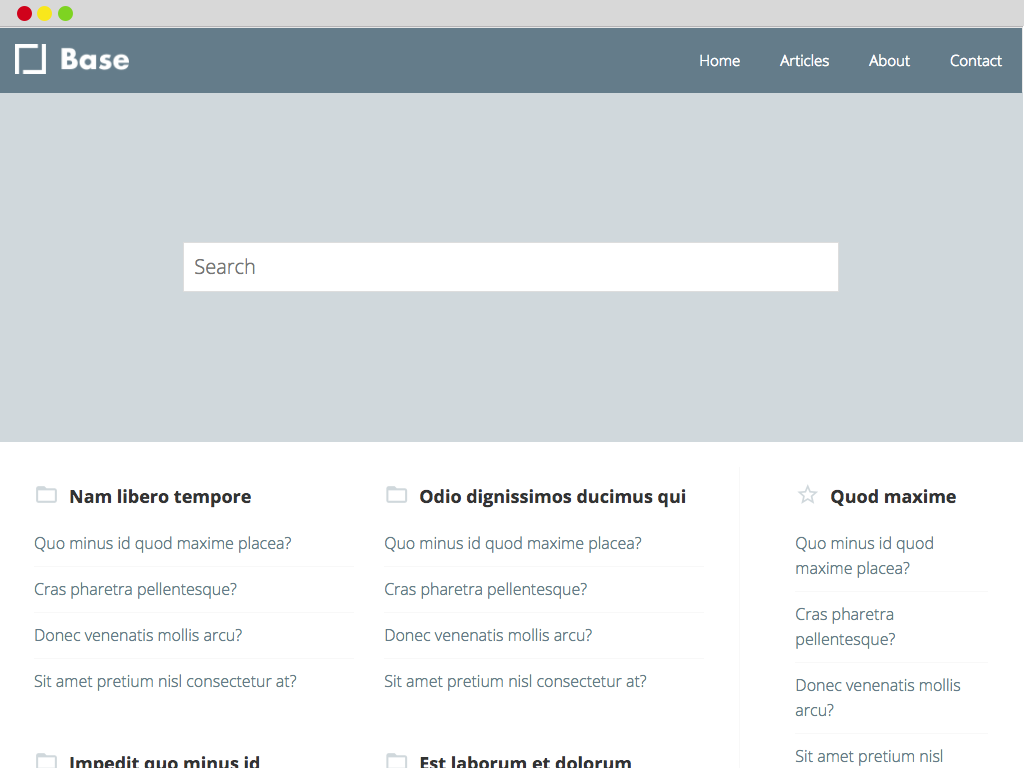 Base
Home
Articles
About
Contact
Search
Nam libero tempore
Quo minus id quod maxime placea?
Cras pharetra pellentesque?
Donec venenatis mollis arcu?
Sit amet pretium nisl consectetur at?
Odio dignissimos ducimus qui
Quo minus id quod maxime placea?
Cras pharetra pellentesque?
Donec venenatis mollis arcu?
Sit amet pretium nisl consectetur at?
Quod maxime
Quo minus id quod
maxime placea?
Cras pharetra
pellentesque?
Donec venenatis mollis
arcu?
Sit amet pretium nisl
Impedit quo minus id
Est laborum et dolorum